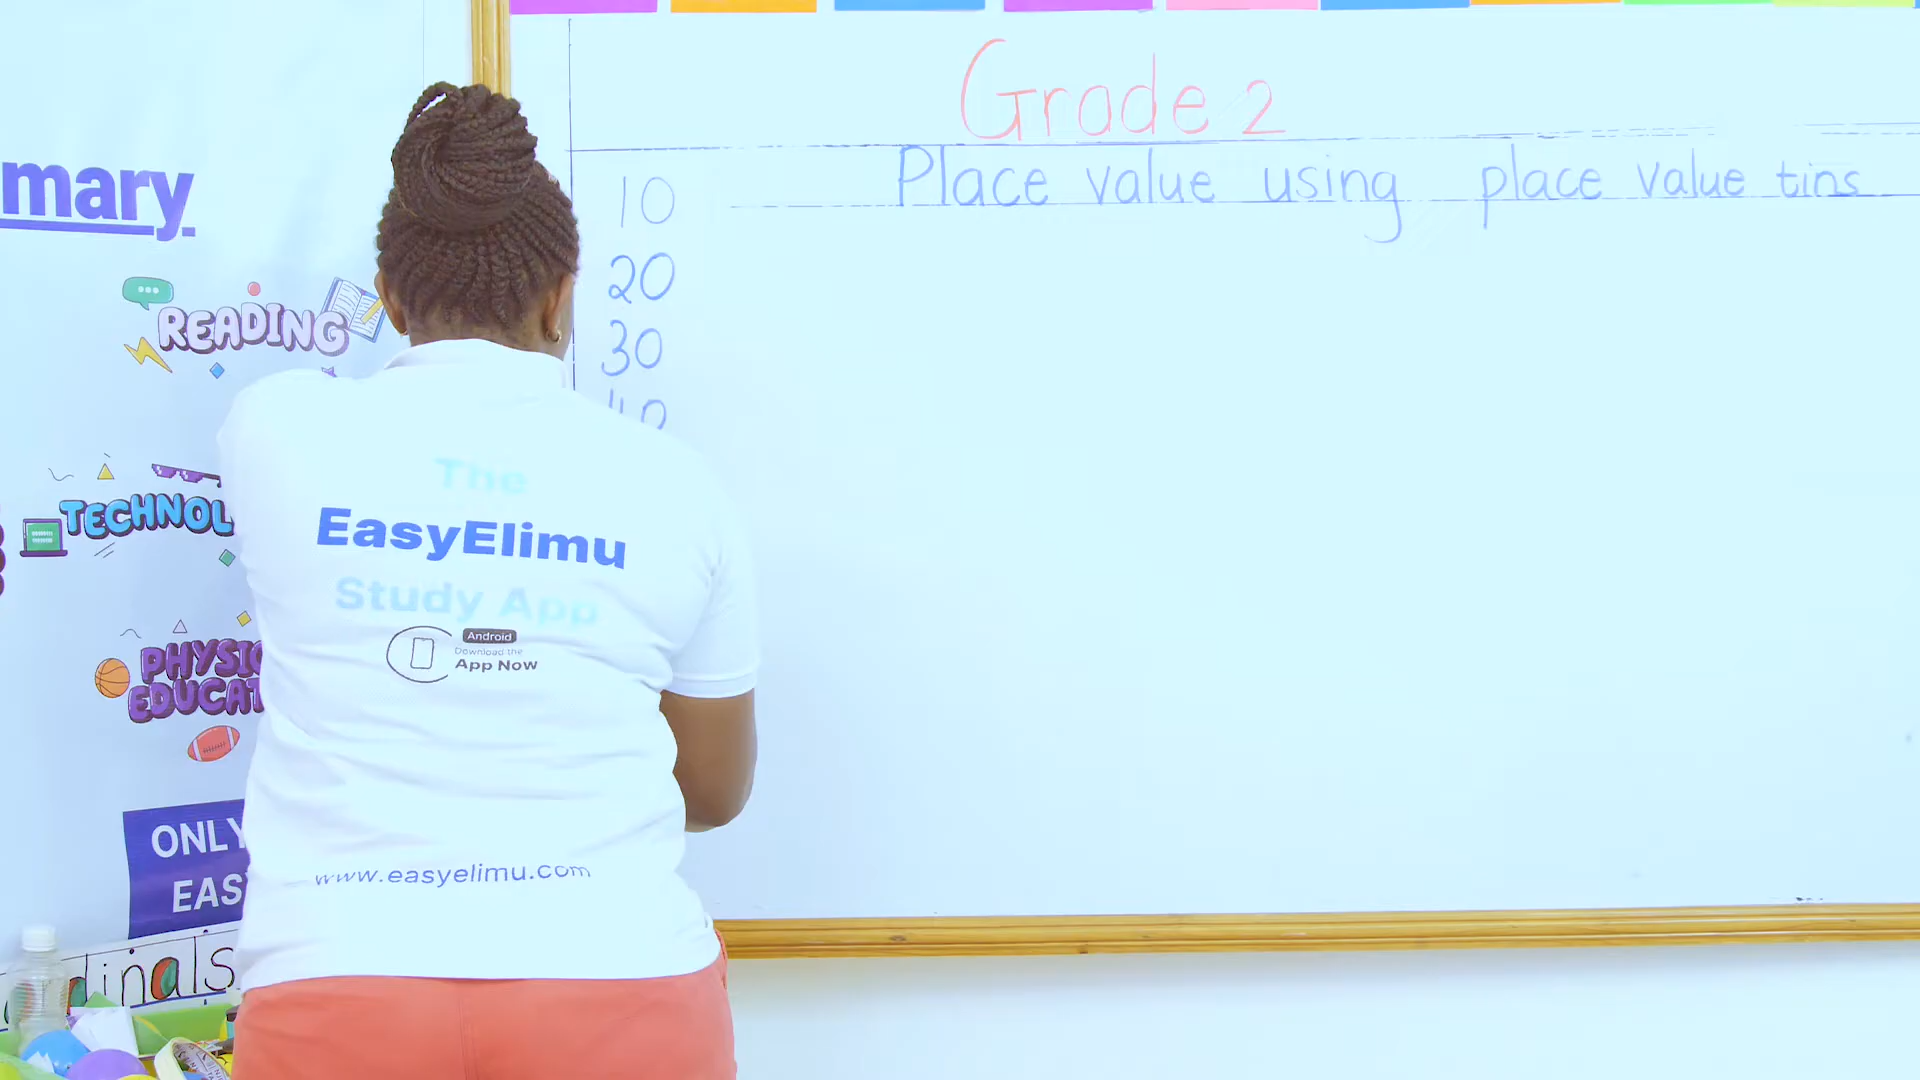 Grade 2
Place value using place value tins
10
20
30
40
mary
READING
TECHNOL
PHYSIC
EDUCAT
ONLY
EAS
dinals
The
EasyElimu
Study App
Android
Download the
App Now
www.easyelimu.com